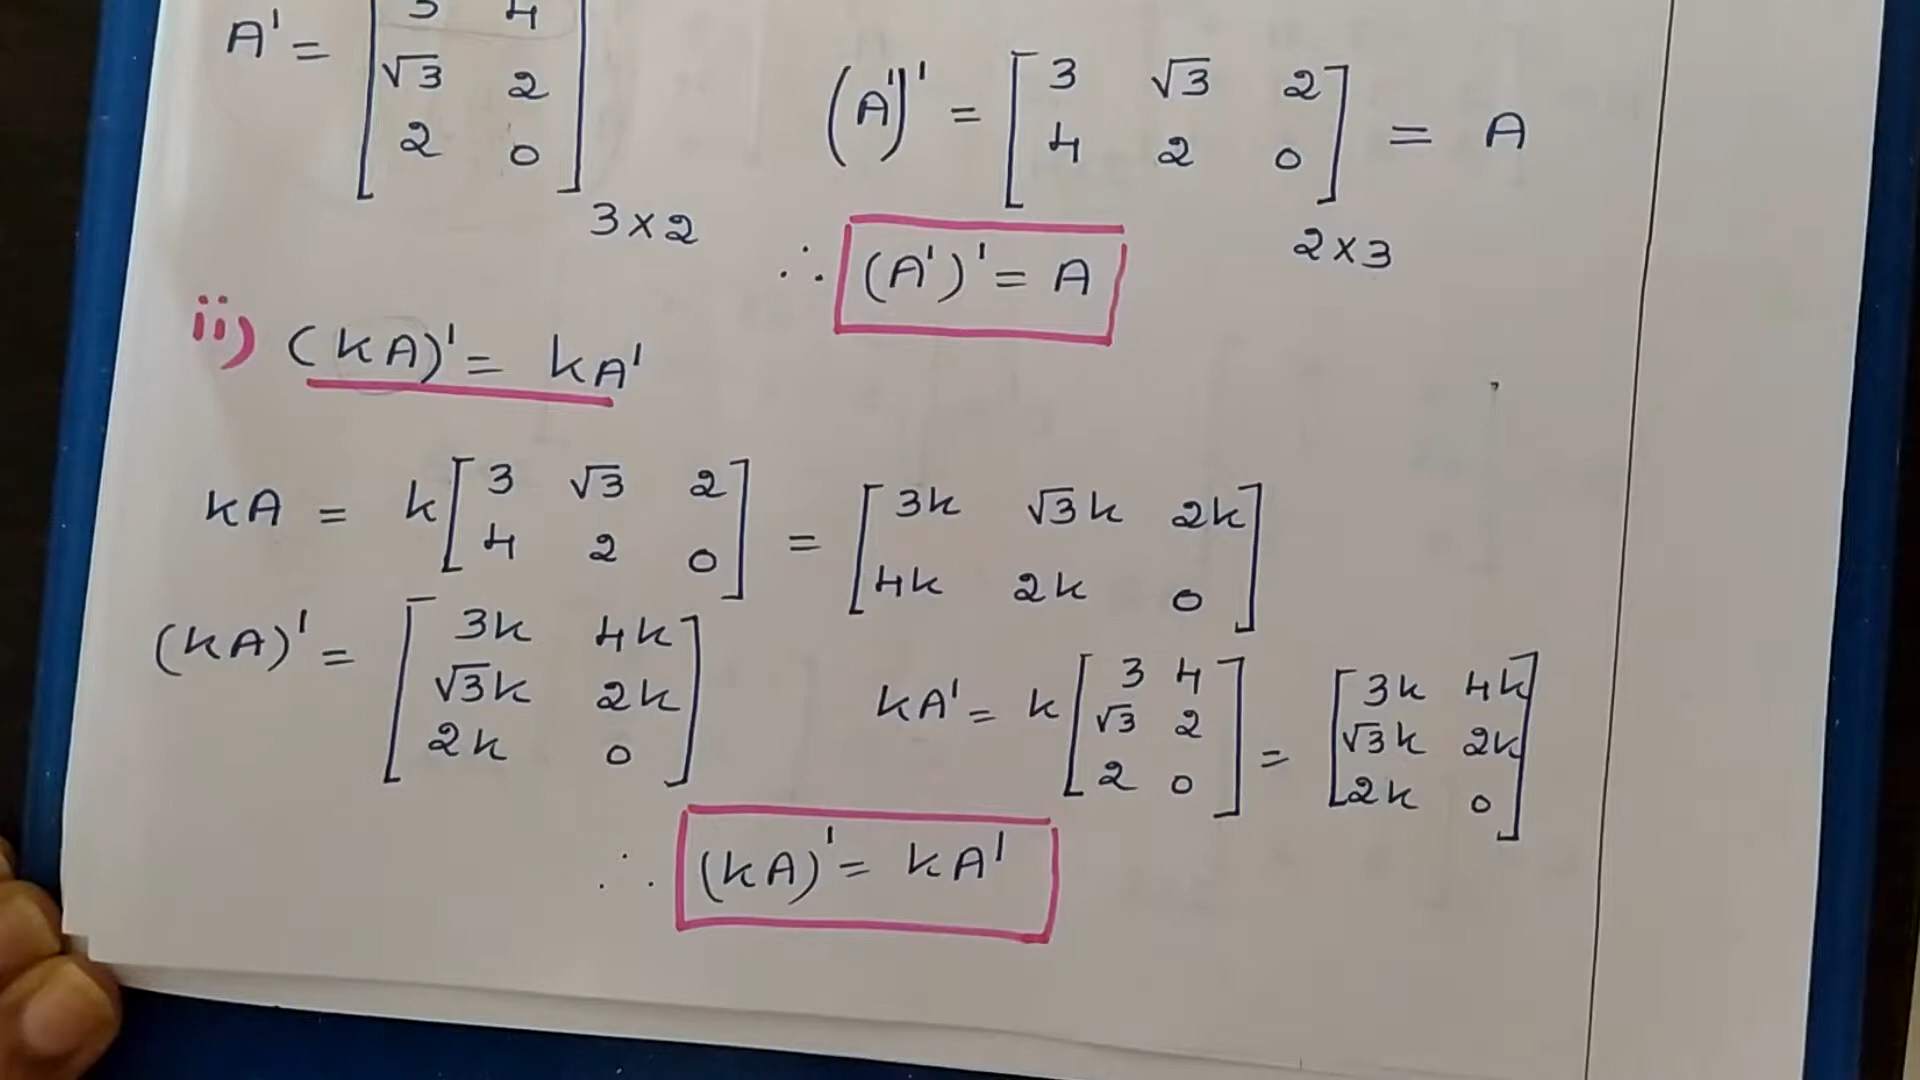 A' = [3 4
√3 2
2 0] 3×2
(A')' = [3 √3 2
4 2 0] 2×3 = A
∴ (A')' = A
ii) (kA)' = kA'
kA = k[3 √3 2
4 2 0] = [3k √3k 2k
4k 2k 0]
(kA)' = [3k 4k
√3k 2k
2k 0]
kA' = k[3 4
√3 2
2 0] = [3k 4k
√3k 2k
2k 0]
∴ (kA)' = kA'